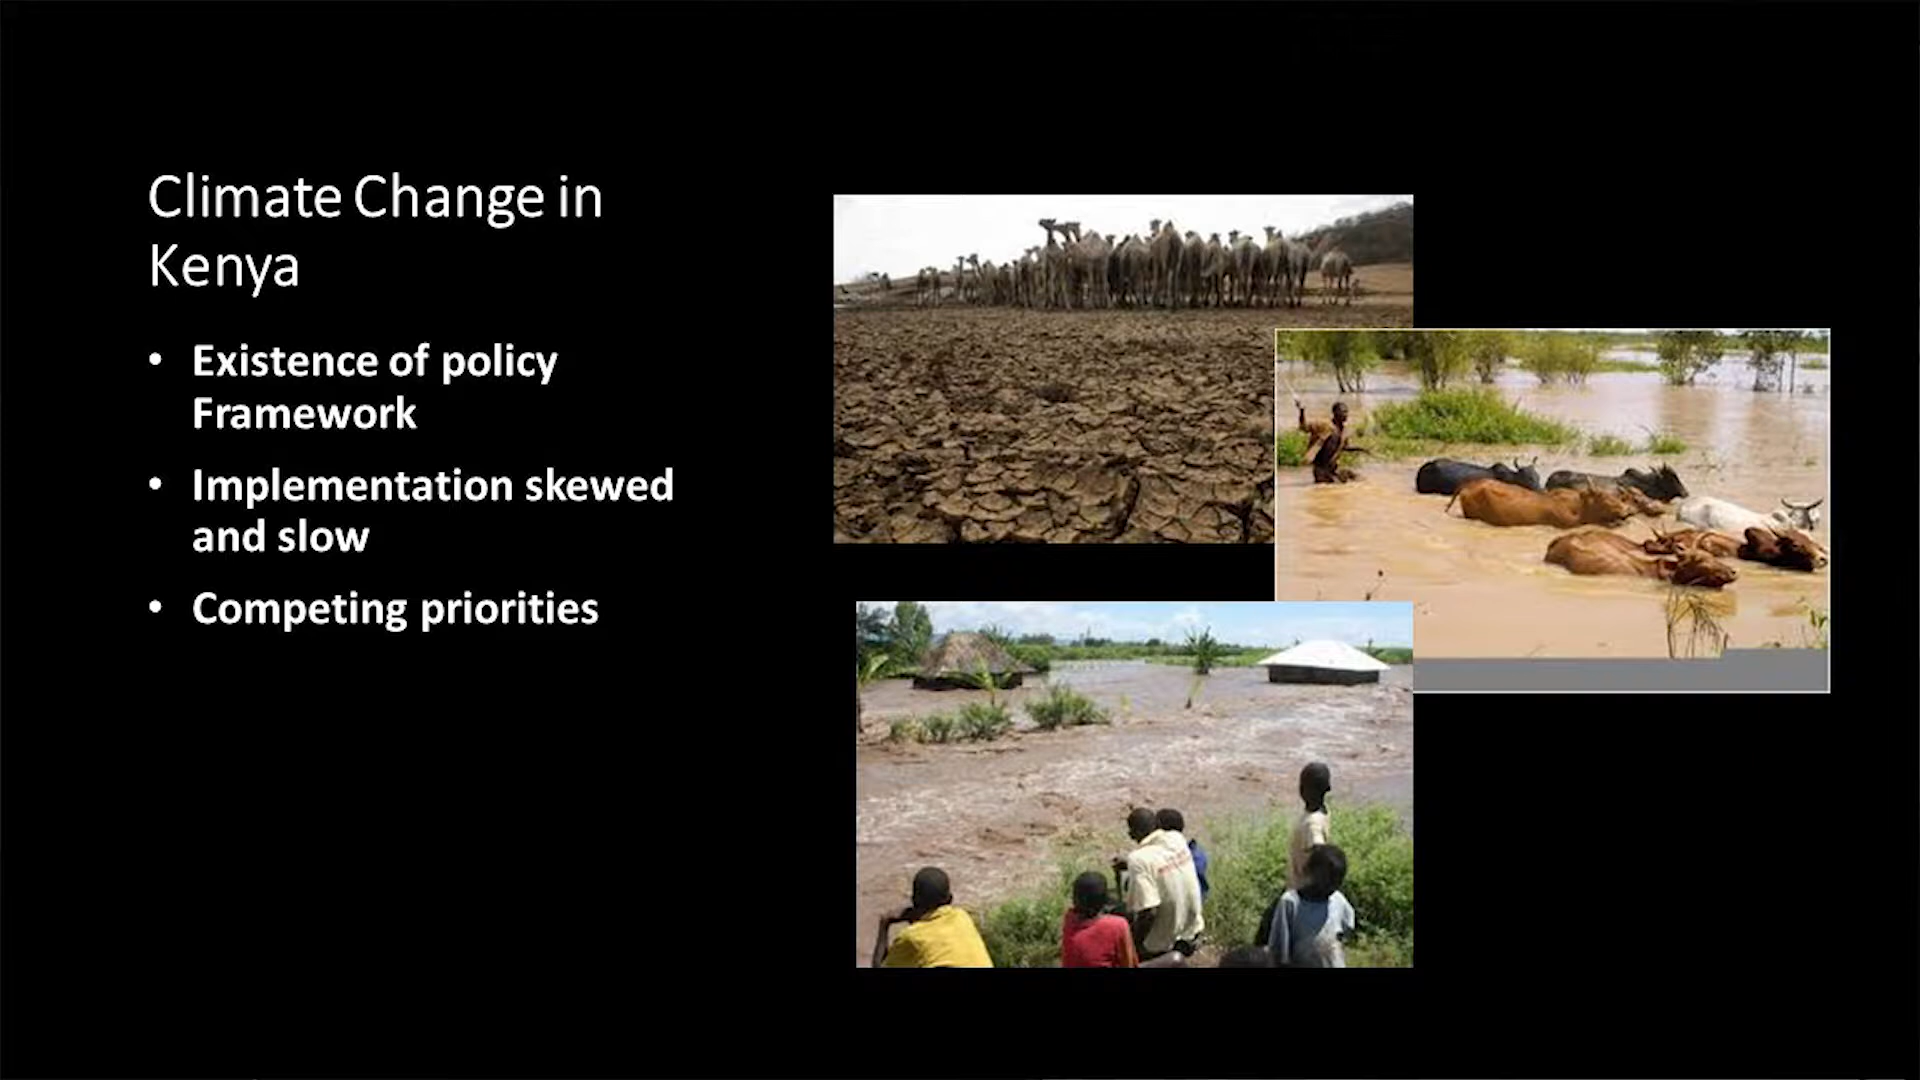 Climate Change in
Kenya
• Existence of policy
Framework
• Implementation skewed
and slow
• Competing priorities